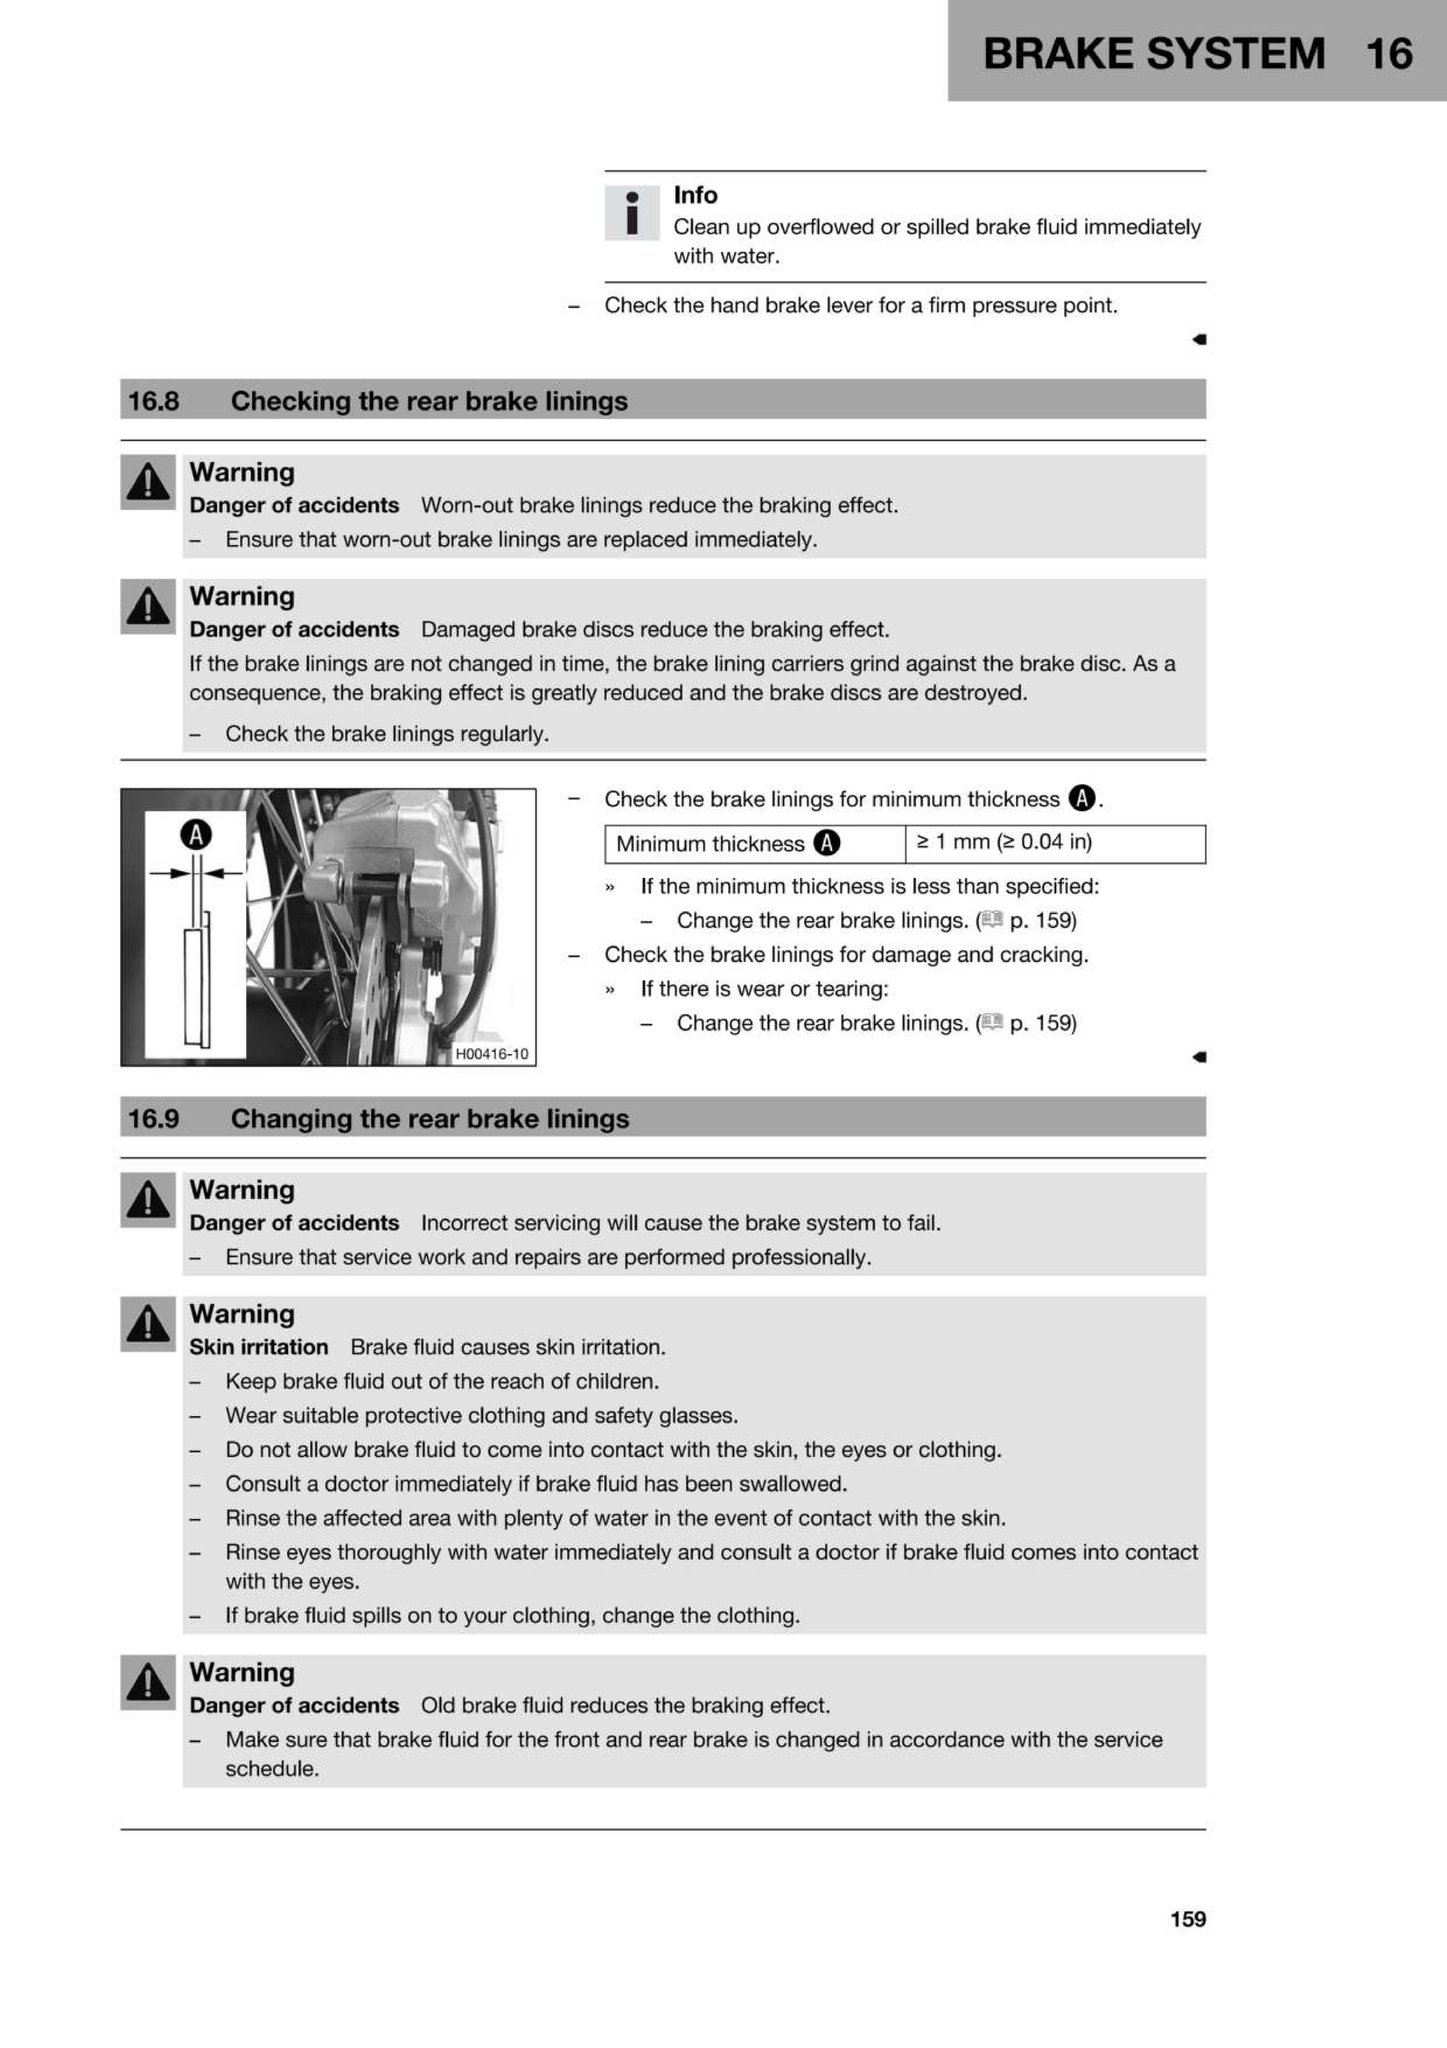 BRAKE SYSTEM 16
Info
Clean up overflowed or spilled brake fluid immediately
with water.
– Check the hand brake lever for a firm pressure point.
16.8 Checking the rear brake linings
Warning
Danger of accidents Worn-out brake linings reduce the braking effect.
– Ensure that worn-out brake linings are replaced immediately.
Warning
Danger of accidents Damaged brake discs reduce the braking effect.
If the brake linings are not changed in time, the brake lining carriers grind against the brake disc. As a
consequence, the braking effect is greatly reduced and the brake discs are destroyed.
– Check the brake linings regularly.
A
H00416-10
– Check the brake linings for minimum thickness A.
Minimum thickness A ≥ 1 mm (≥ 0.04 in)
» If the minimum thickness is less than specified:
– Change the rear brake linings. ( p. 159)
– Check the brake linings for damage and cracking.
» If there is wear or tearing:
– Change the rear brake linings. ( p. 159)
16.9 Changing the rear brake linings
Warning
Danger of accidents Incorrect servicing will cause the brake system to fail.
– Ensure that service work and repairs are performed professionally.
Warning
Skin irritation Brake fluid causes skin irritation.
– Keep brake fluid out of the reach of children.
– Wear suitable protective clothing and safety glasses.
– Do not allow brake fluid to come into contact with the skin, the eyes or clothing.
– Consult a doctor immediately if brake fluid has been swallowed.
– Rinse the affected area with plenty of water in the event of contact with the skin.
– Rinse eyes thoroughly with water immediately and consult a doctor if brake fluid comes into contact
with the eyes.
– If brake fluid spills on to your clothing, change the clothing.
Warning
Danger of accidents Old brake fluid reduces the braking effect.
– Make sure that brake fluid for the front and rear brake is changed in accordance with the service
schedule.
159